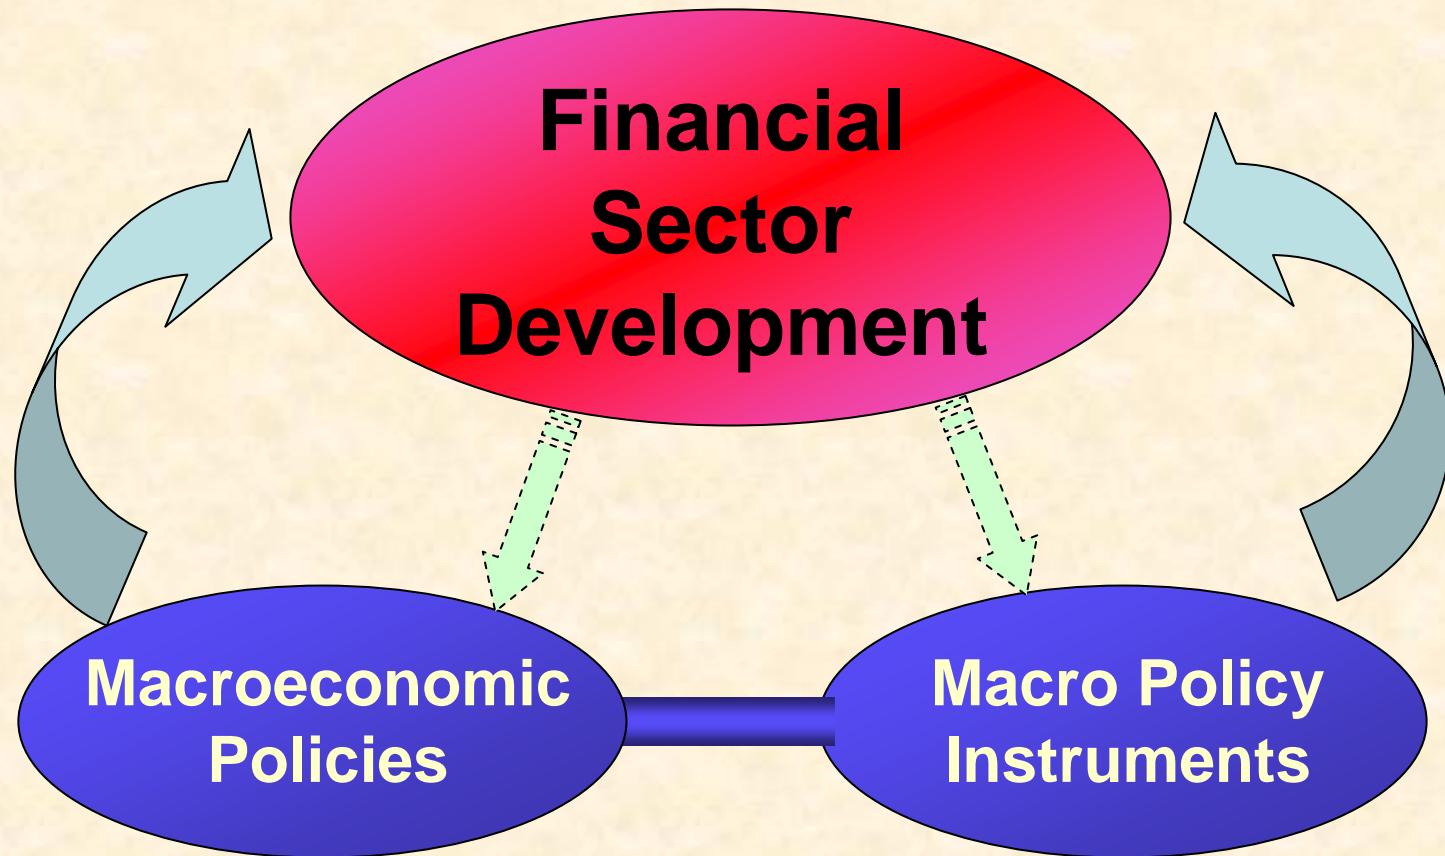 Financial
Sector
Development
Macroeconomic
Policies
Macro Policy
Instruments